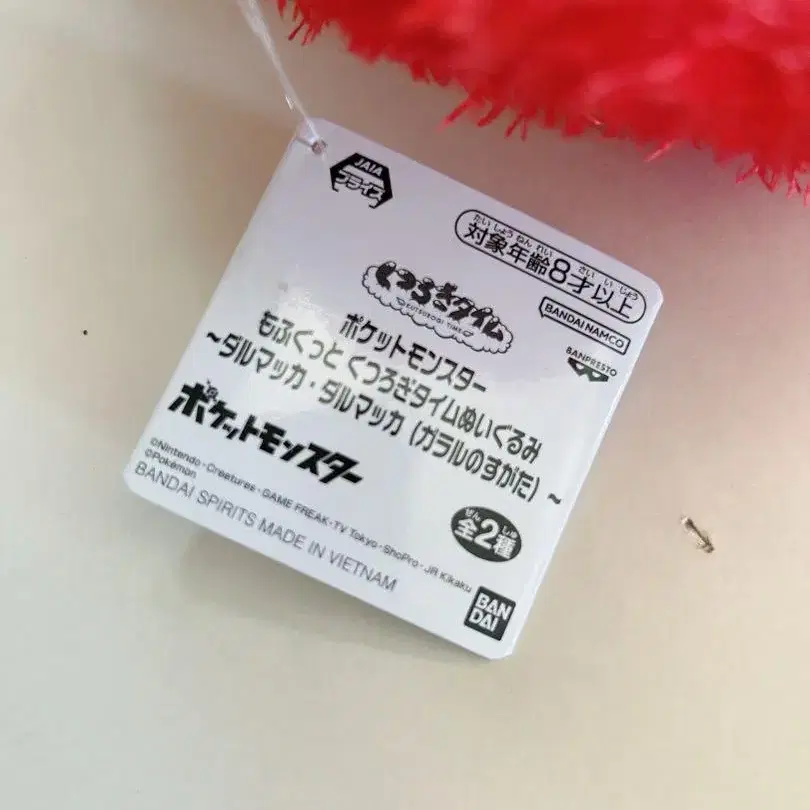 JAIA
プライズ
たいしょうねんれい さいいじょう
対象年齢8才以上
くつろぎタイム
KUTSUROGI TIME
BANDAI NAMCO
BANPRESTO
ポケットモンスター
もふぐっと くつろぎタイムぬいぐるみ
~ダルマッカ・ダルマッカ(ガラルのすがた)~
ポケットモンスター
©Nintendo・Creatures・GAME FREAK・TV Tokyo・ShoPro・JR Kikaku
©Pokémon
BANDAI SPIRITS MADE IN VIETNAM
ぜん しゅ
全2種
BAN
DAI